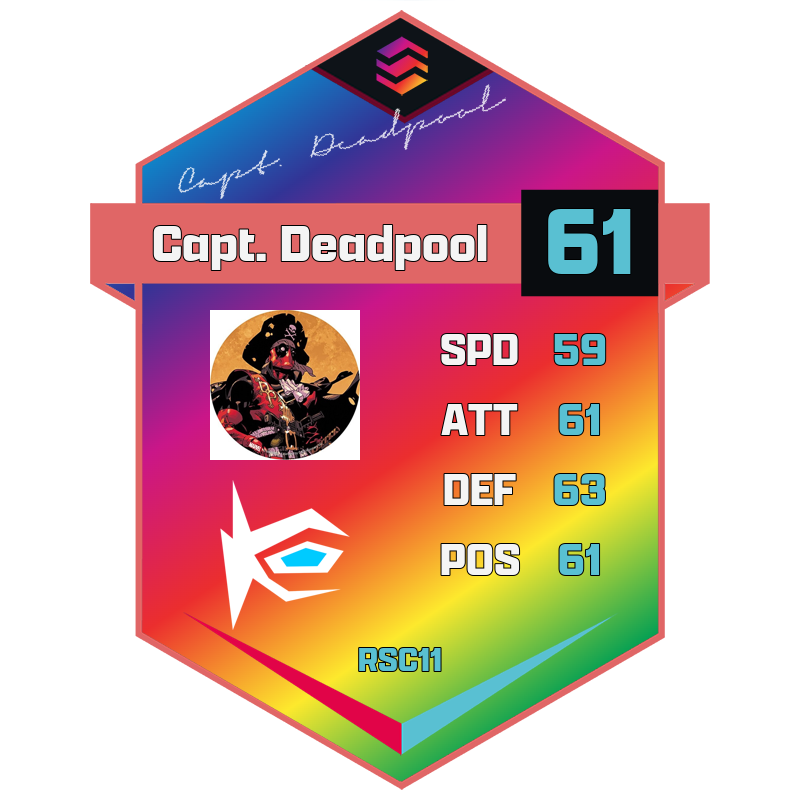 Capt. Deadpool
Capt. Deadpool 61
SPD 59
ATT 61
DEF 63
POS 61
RSC11